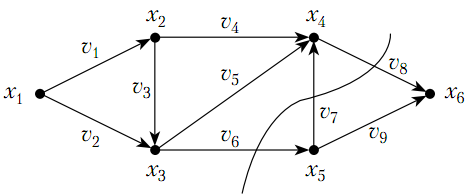 x₂ v₄ x₄
v₁ v₈
v₃ v₅
x₁ x₆
v₂ v₇
v₆ v₉
x₃ x₅